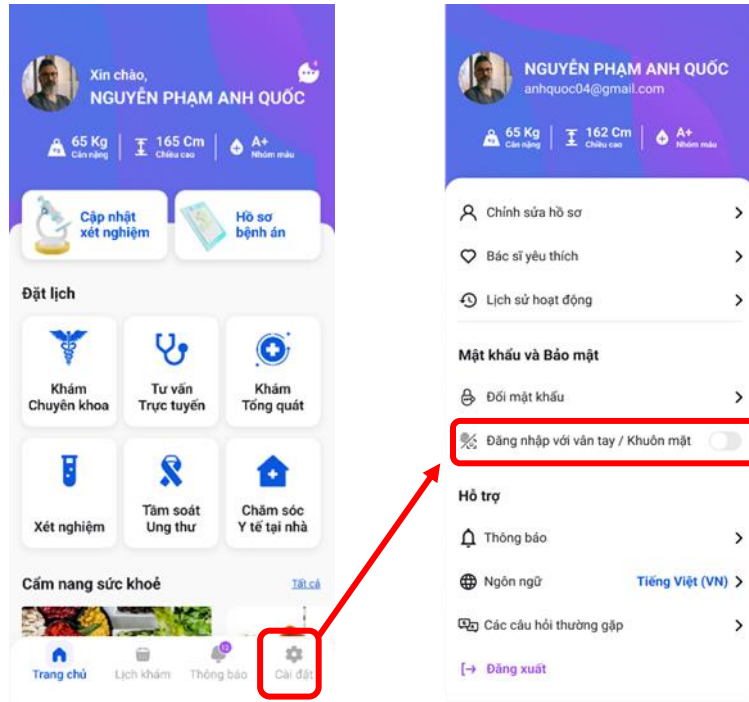 Xin chào,
NGUYỄN PHẠM ANH QUỐC
65 Kg
Cân nặng
165 Cm
Chiều cao
A+
Nhóm máu
Cập nhật
xét nghiệm
Hồ sơ
bệnh án
Đặt lịch
Khám
Chuyên khoa
Tư vấn
Trực tuyến
Khám
Tổng quát
Xét nghiệm
Tầm soát
Ung thư
Chăm sóc
Y tế tại nhà
Cẩm nang sức khoẻ
Tất cả
Trang chủ
Lịch khám
Thông báo
12
Cài đặt
NGUYỄN PHẠM ANH QUỐC
anhquoc04@gmail.com
65 Kg
Cân nặng
162 Cm
Chiều cao
A+
Nhóm máu
Chỉnh sửa hồ sơ
Bác sĩ yêu thích
Lịch sử hoạt động
Mật khẩu và Bảo mật
Đổi mật khẩu
Đăng nhập với vân tay / Khuôn mặt
Hỗ trợ
Thông báo
Ngôn ngữ
Tiếng Việt (VN)
Các câu hỏi thường gặp
Đăng xuất